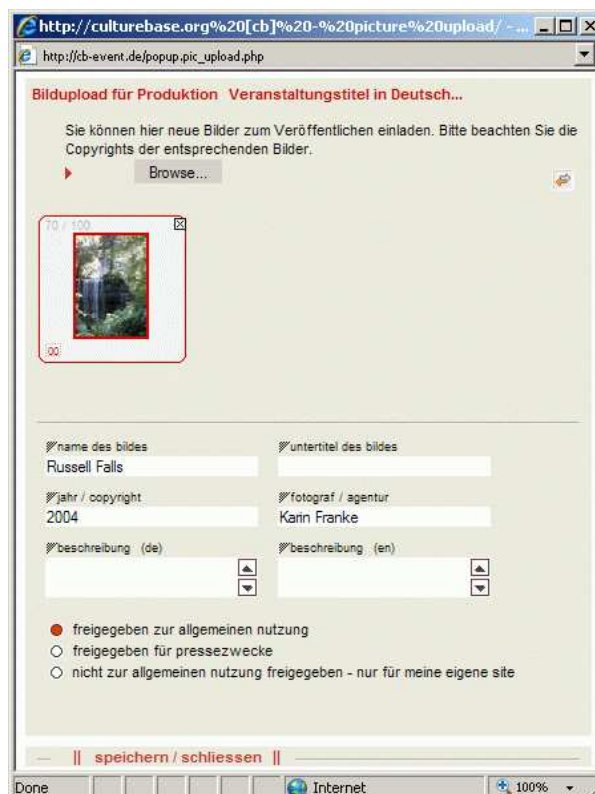 http://culturebase.org%20[cb]%20-%20picture%20upload/ - ...
http://cb-event.de/popup.pic_upload.php
Bildupload für Produktion Veranstaltungstitel in Deutsch...
Sie können hier neue Bilder zum Veröffentlichen einladen. Bitte beachten Sie die
Copyrights der entsprechenden Bilder.
Browse...
70 / 100
00
name des bildes
untertitel des bildes
Russell Falls
jahr / copyright
fotograf / agentur
2004
Karin Franke
beschreibung (de)
beschreibung (en)
freigegeben zur allgemeinen nutzung
freigegeben für pressezwecke
nicht zur allgemeinen nutzung freigegeben - nur für meine eigene site
|| speichern / schliessen ||
Done
Internet
100%